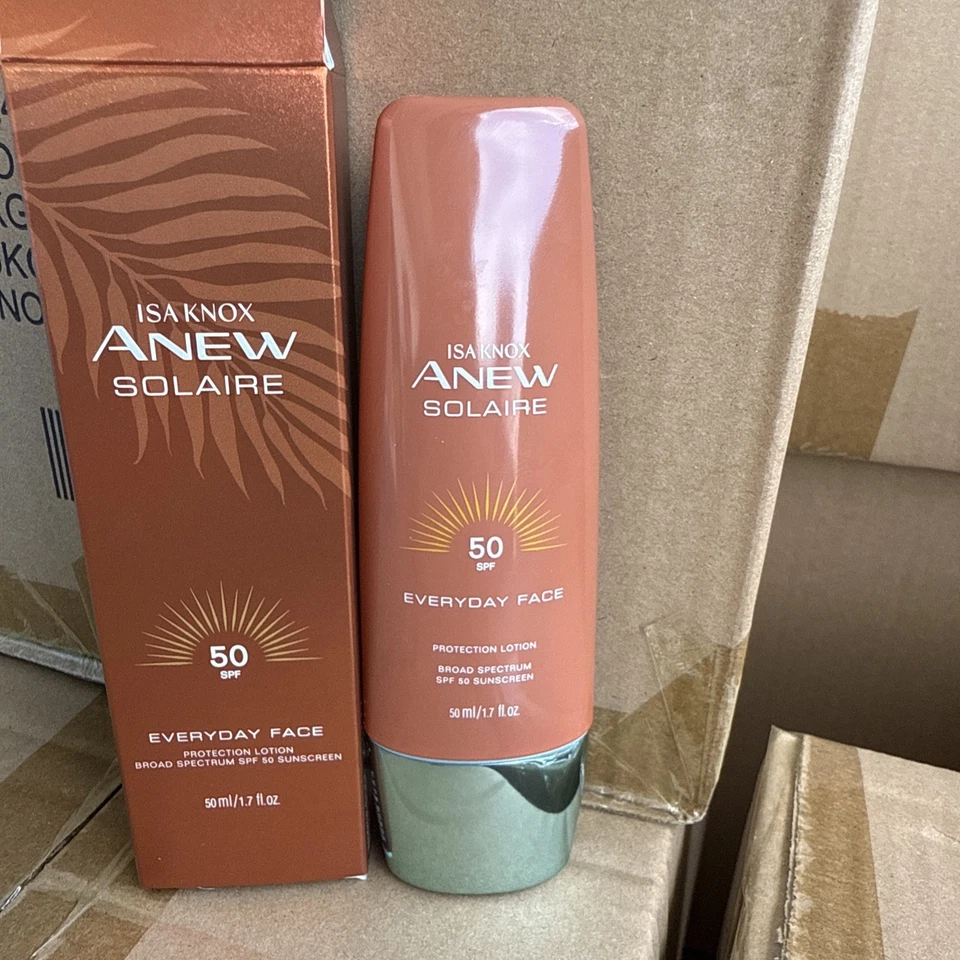 ISA KNOX
ANEW
SOLAIRE
50
SPF
EVERYDAY FACE
PROTECTION LOTION
BROAD SPECTRUM SPF 50 SUNSCREEN
50 ml/1.7 fl.oz.
ISA KNOX
ANEW
SOLAIRE
50
SPF
EVERYDAY FACE
PROTECTION LOTION
BROAD SPECTRUM
SPF 50 SUNSCREEN
50 ml/1.7 fl.oz.